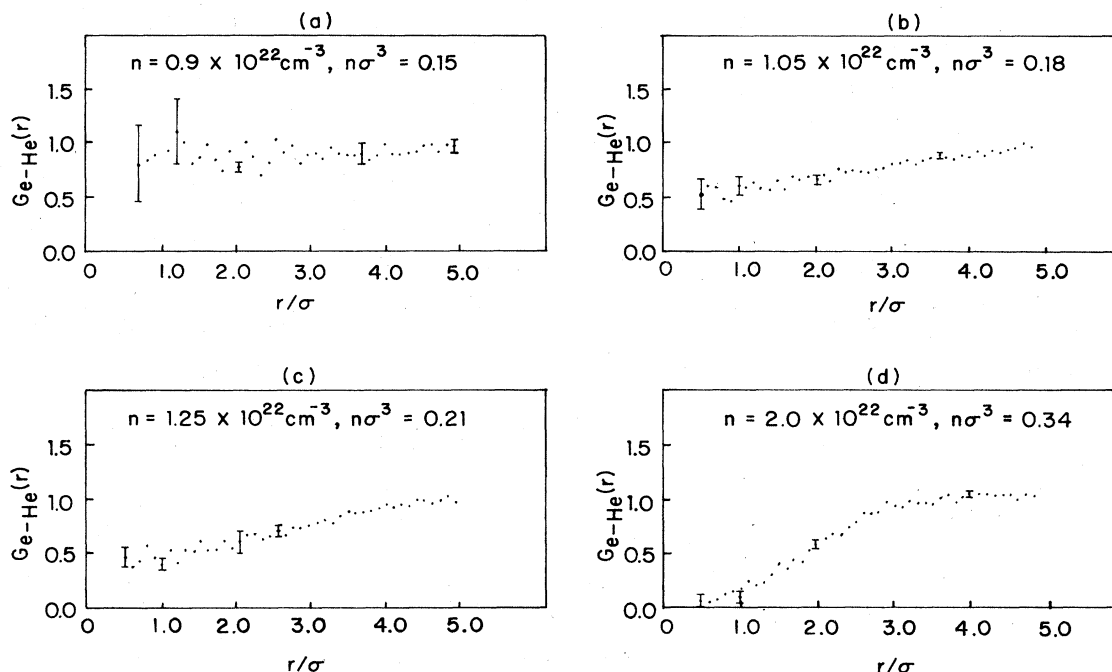 (a)
n = 0.9 x 10²² cm⁻³, nσ³ = 0.15
Ge-He(r)
1.5
1.0
0.5
0.0
0 1.0 2.0 3.0 4.0 5.0
r/σ
(b)
n = 1.05 x 10²² cm⁻³, nσ³ = 0.18
Ge-He(r)
1.5
1.0
0.5
0.0
0 1.0 2.0 3.0 4.0 5.0
r/σ
(c)
n = 1.25 x 10²² cm⁻³, nσ³ = 0.21
Ge-He(r)
1.5
1.0
0.5
0.0
0 1.0 2.0 3.0 4.0 5.0
r/σ
(d)
n = 2.0 x 10²² cm⁻³, nσ³ = 0.34
Ge-He(r)
1.5
1.0
0.5
0.0
0 1.0 2.0 3.0 4.0 5.0
r/σ